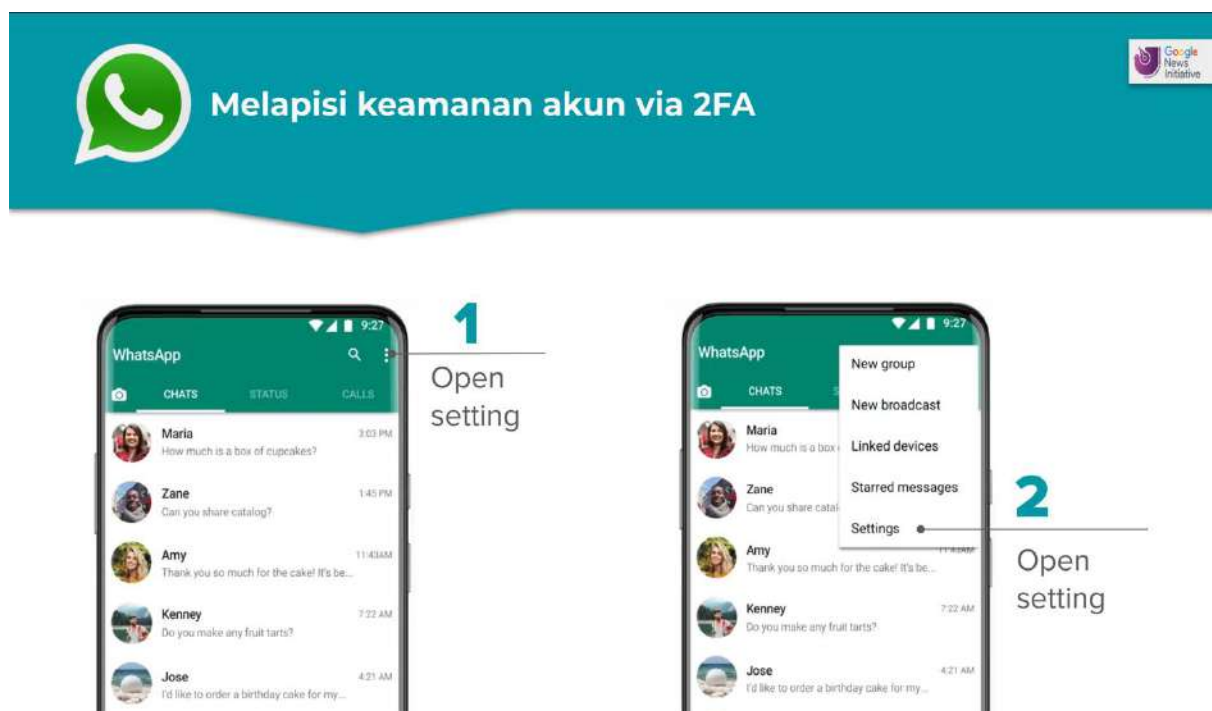 Melapisi keamanan akun via 2FA
Google
News
Initiative
9:27
WhatsApp
CHATS
STATUS
CALLS
Maria
3:03 PM
How much is a box of cupcakes?
Zane
1:45 PM
Can you share catalog?
Amy
11:43AM
Thank you so much for the cake! It's be...
Kenney
7:22 AM
Do you make any fruit tarts?
Jose
4:21 AM
I'd like to order a birthday cake for my...
1
Open
setting
9:27
WhatsApp
CHATS
S
New group
New broadcast
Linked devices
Starred messages
Settings
Maria
How much is a box
Zane
Can you share catal
Amy
11:43AM
Thank you so much for the cake! It's be...
Kenney
7:22 AM
Do you make any fruit tarts?
Jose
4:21 AM
I'd like to order a birthday cake for my...
2
Open
setting